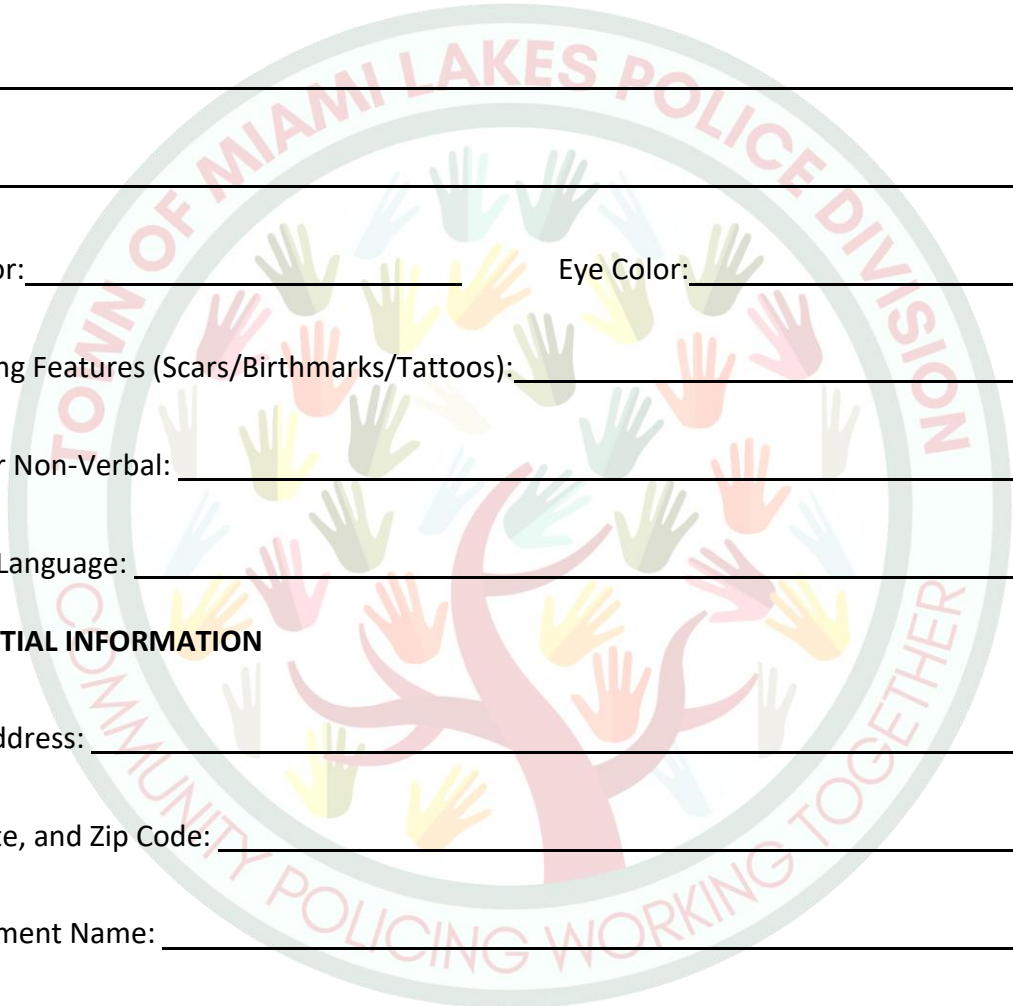 TOWN OF MIAMI LAKES POLICE DIVISION
or: Eye Color:
ng Features (Scars/Birthmarks/Tattoos):
r Non-Verbal:
Language:
TIAL INFORMATION
ddress:
te, and Zip Code:
ment Name:
COMMUNITY POLICING WORKING TOGETHER